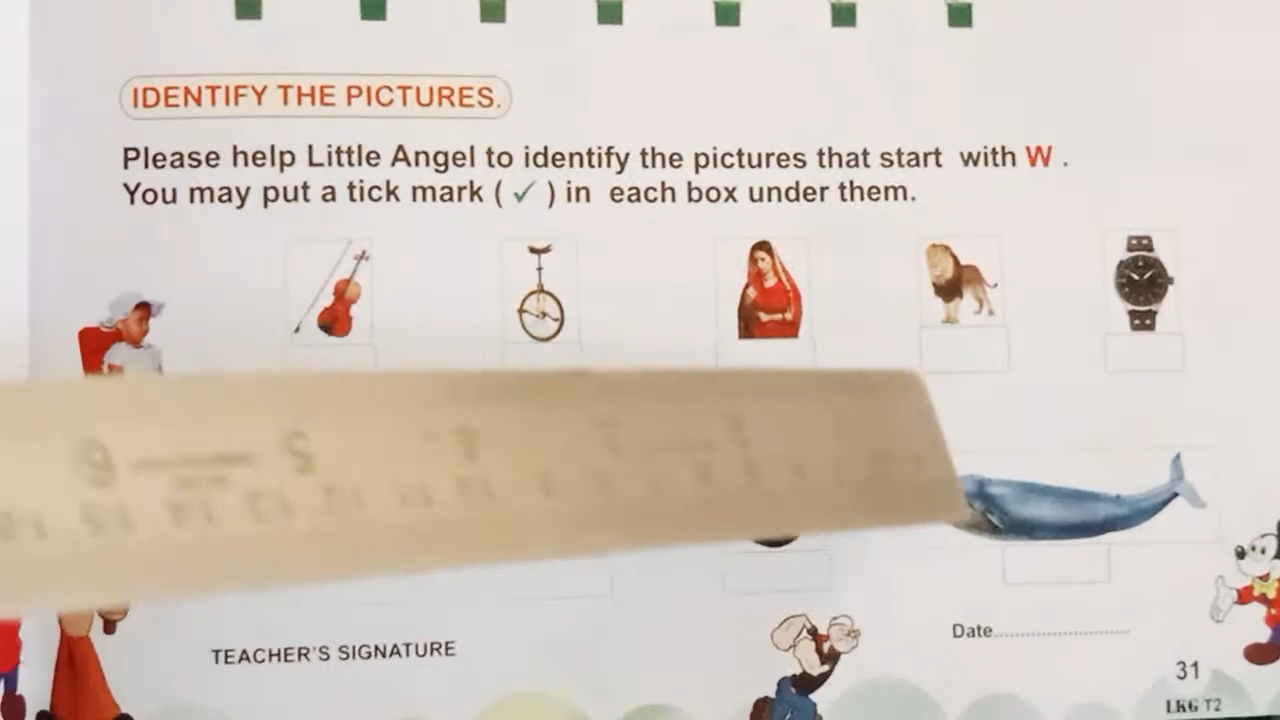 IDENTIFY THE PICTURES.
Please help Little Angel to identify the pictures that start with W .
You may put a tick mark ( ✓ ) in each box under them.
TEACHER'S SIGNATURE
Date...........................
31
LKG T2